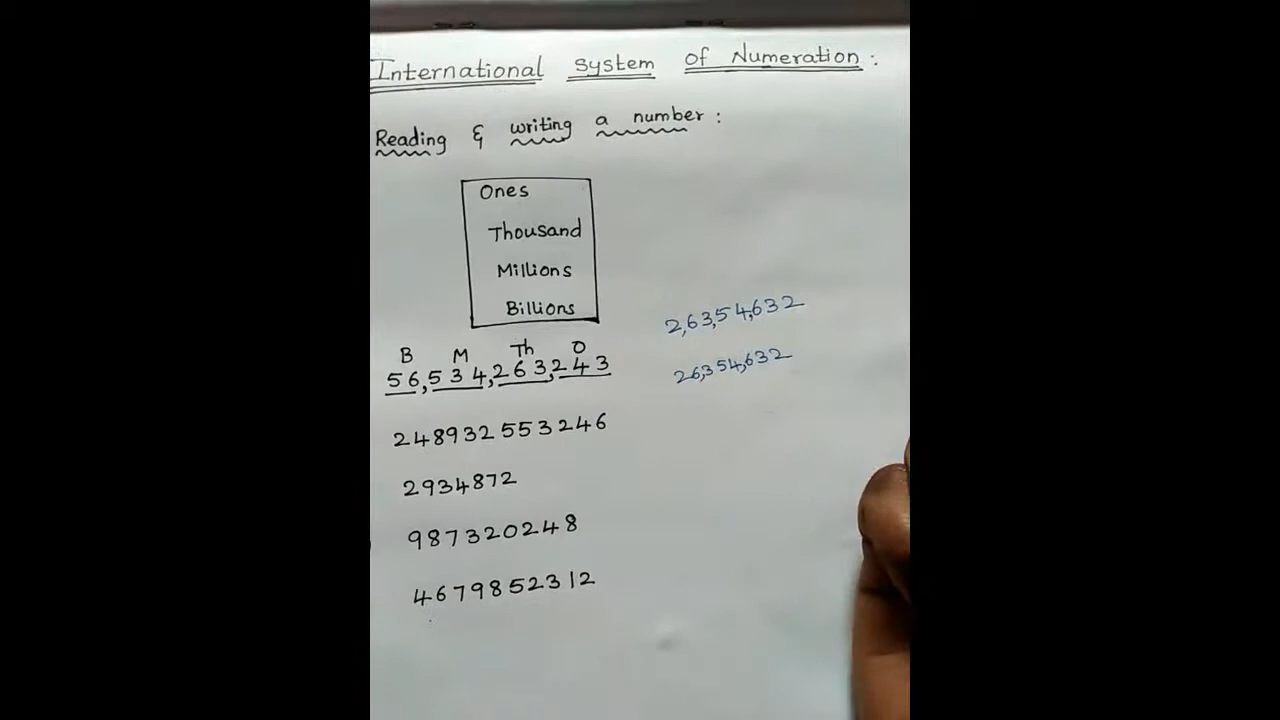 International System of Numeration :
Reading & writing a number :
Ones
Thousand
Millions
Billions
2,63,54,632
26,354,632
B M Th O
56,534,263,243
248932553246
2934872
987320248
4679852312